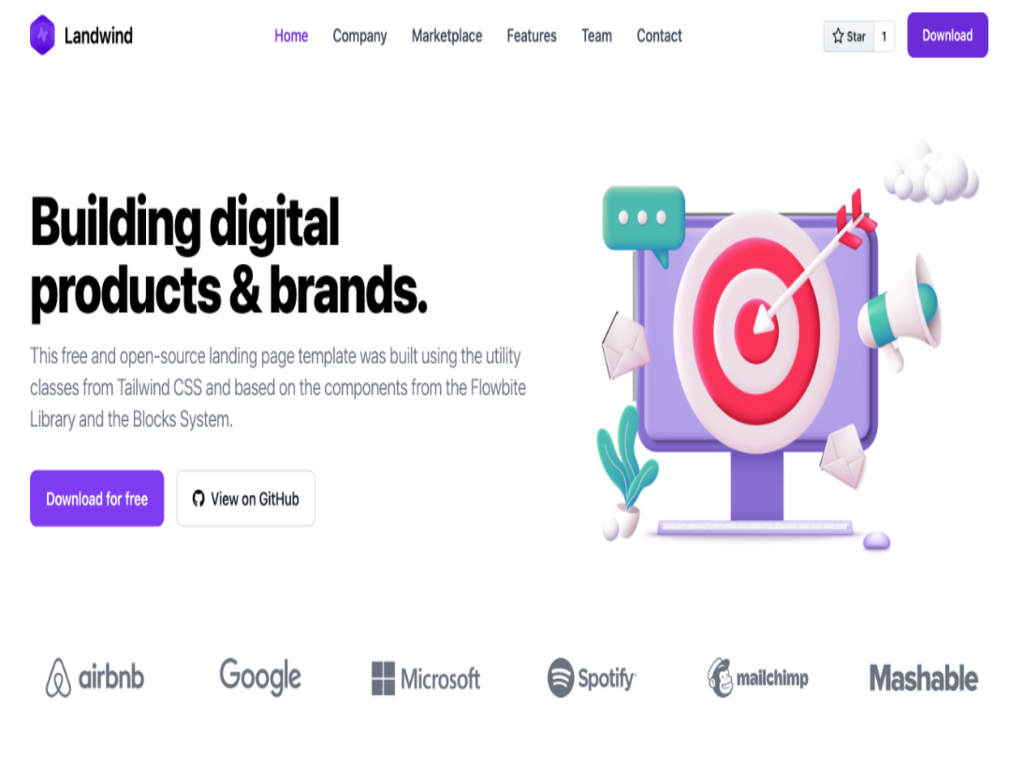 Landwind
Home Company Marketplace Features Team Contact
Star 1
Download
Building digital
products & brands.
This free and open-source landing page template was built using the utility
classes from Tailwind CSS and based on the components from the Flowbite
Library and the Blocks System.
Download for free
View on GitHub
airbnb Google Microsoft Spotify mailchimp Mashable